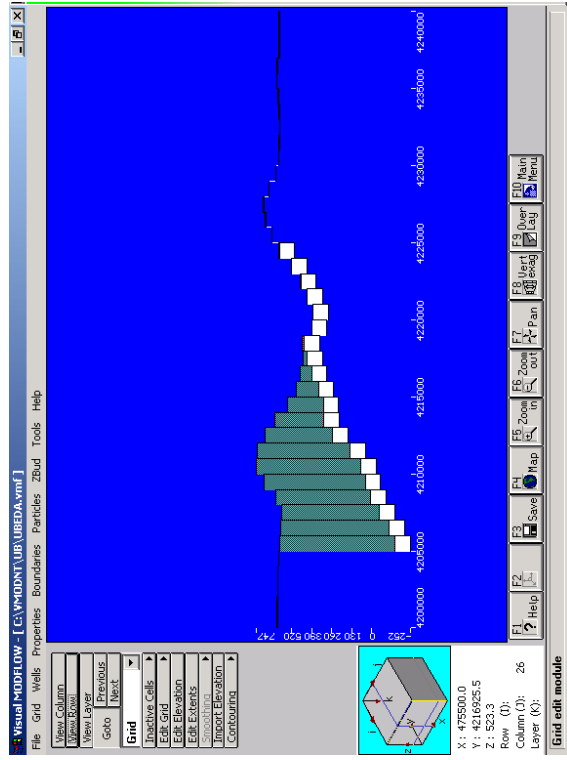 Visual MODFLOW - [ C:\VMODNT\UB\UBEDA.vmf ]
File Grid Wells Properties Boundaries Particles ZBud Tools Help
View Column
View Row
View Layer
Goto Previous
Next
Grid
Inactive Cells
Edit Grid
Edit Elevation
Edit Extents
Smoothing
Import Elevation
Contouring
X : 475500.0
Y : 4216925.5
Z : 523.3
Row (I):
Column (J): 26
Layer (K):
747
520
390
260
130
0
-252
4200000 4205000 4210000 4215000 4220000 4225000 4230000 4235000 4240000
F1 Help
F2
F3 Save
F4 Map
F5 Zoom in
F6 Zoom out
F7 Pan
F8 Vert exag
F9 Over Lay
F10 Main Menu
Grid edit module